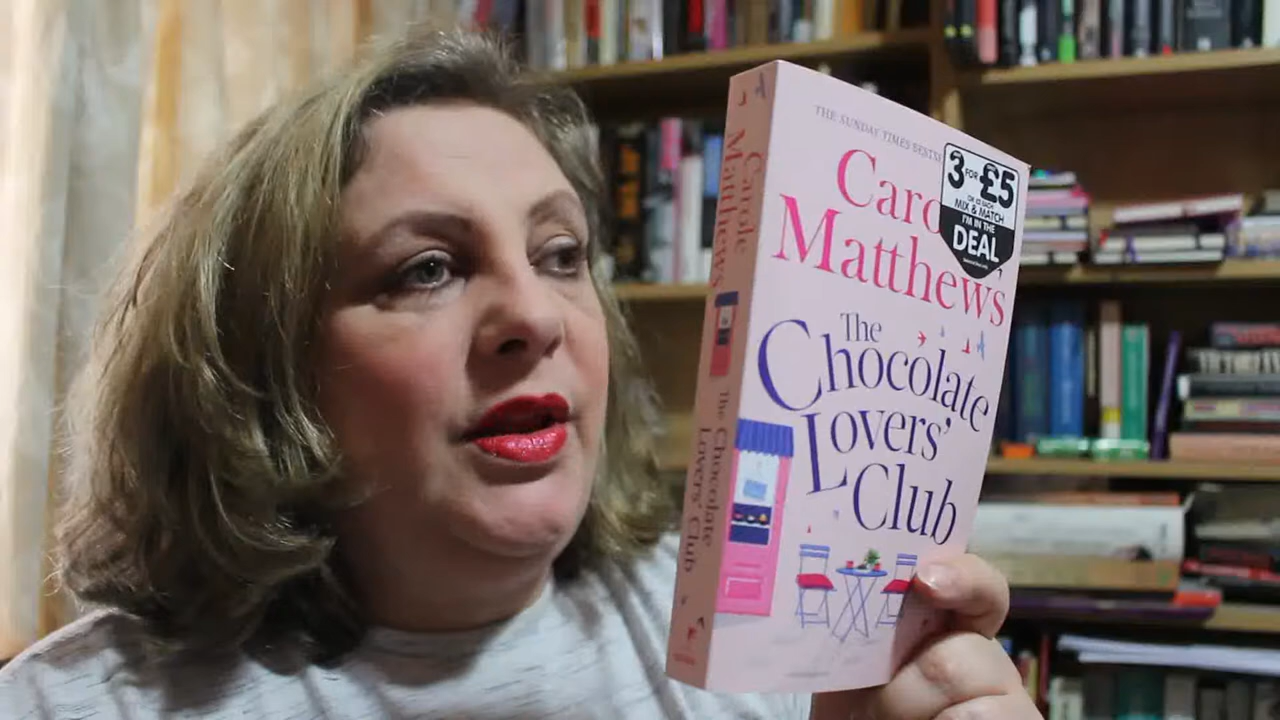 THE SUNDAY TIMES BESTSE
Caro
Matthews
3 FOR £5
MIX & MATCH
I'M IN THE
DEAL
The
Chocolate
Lovers'
Club
Carole
Matthews
The Chocolate
Lovers' Club